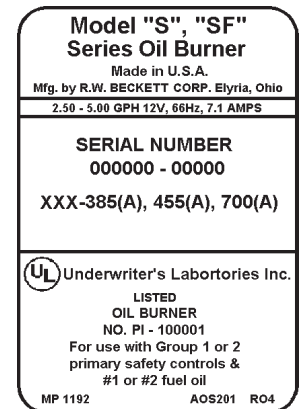 Model "S", "SF"
Series Oil Burner
Made in U.S.A.
Mfg. by R.W. BECKETT CORP. Elyria, Ohio
2.50 - 5.00 GPH 12V, 66Hz, 7.1 AMPS
SERIAL NUMBER
000000 - 00000
XXX-385(A), 455(A), 700(A)
UL Underwriter's Labortories Inc.
LISTED
OIL BURNER
NO. PI - 100001
For use with Group 1 or 2
primary safety controls &
#1 or #2 fuel oil
MP 1192 AOS201 RO4